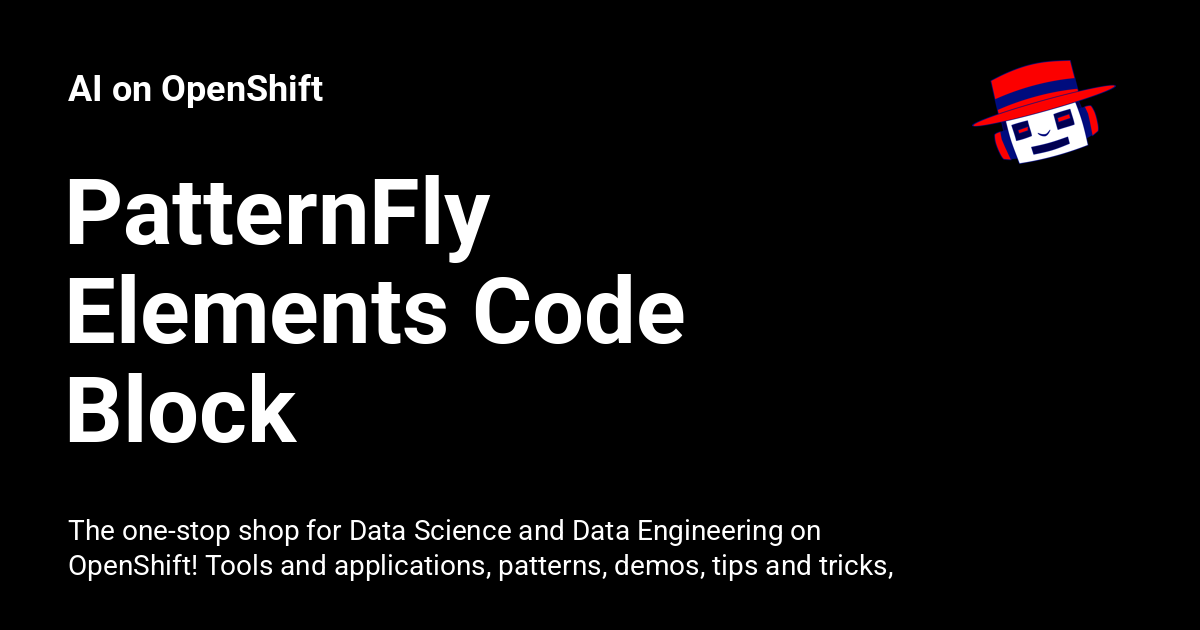 AI on OpenShift
PatternFly
Elements Code
Block
The one-stop shop for Data Science and Data Engineering on
OpenShift! Tools and applications, patterns, demos, tips and tricks,